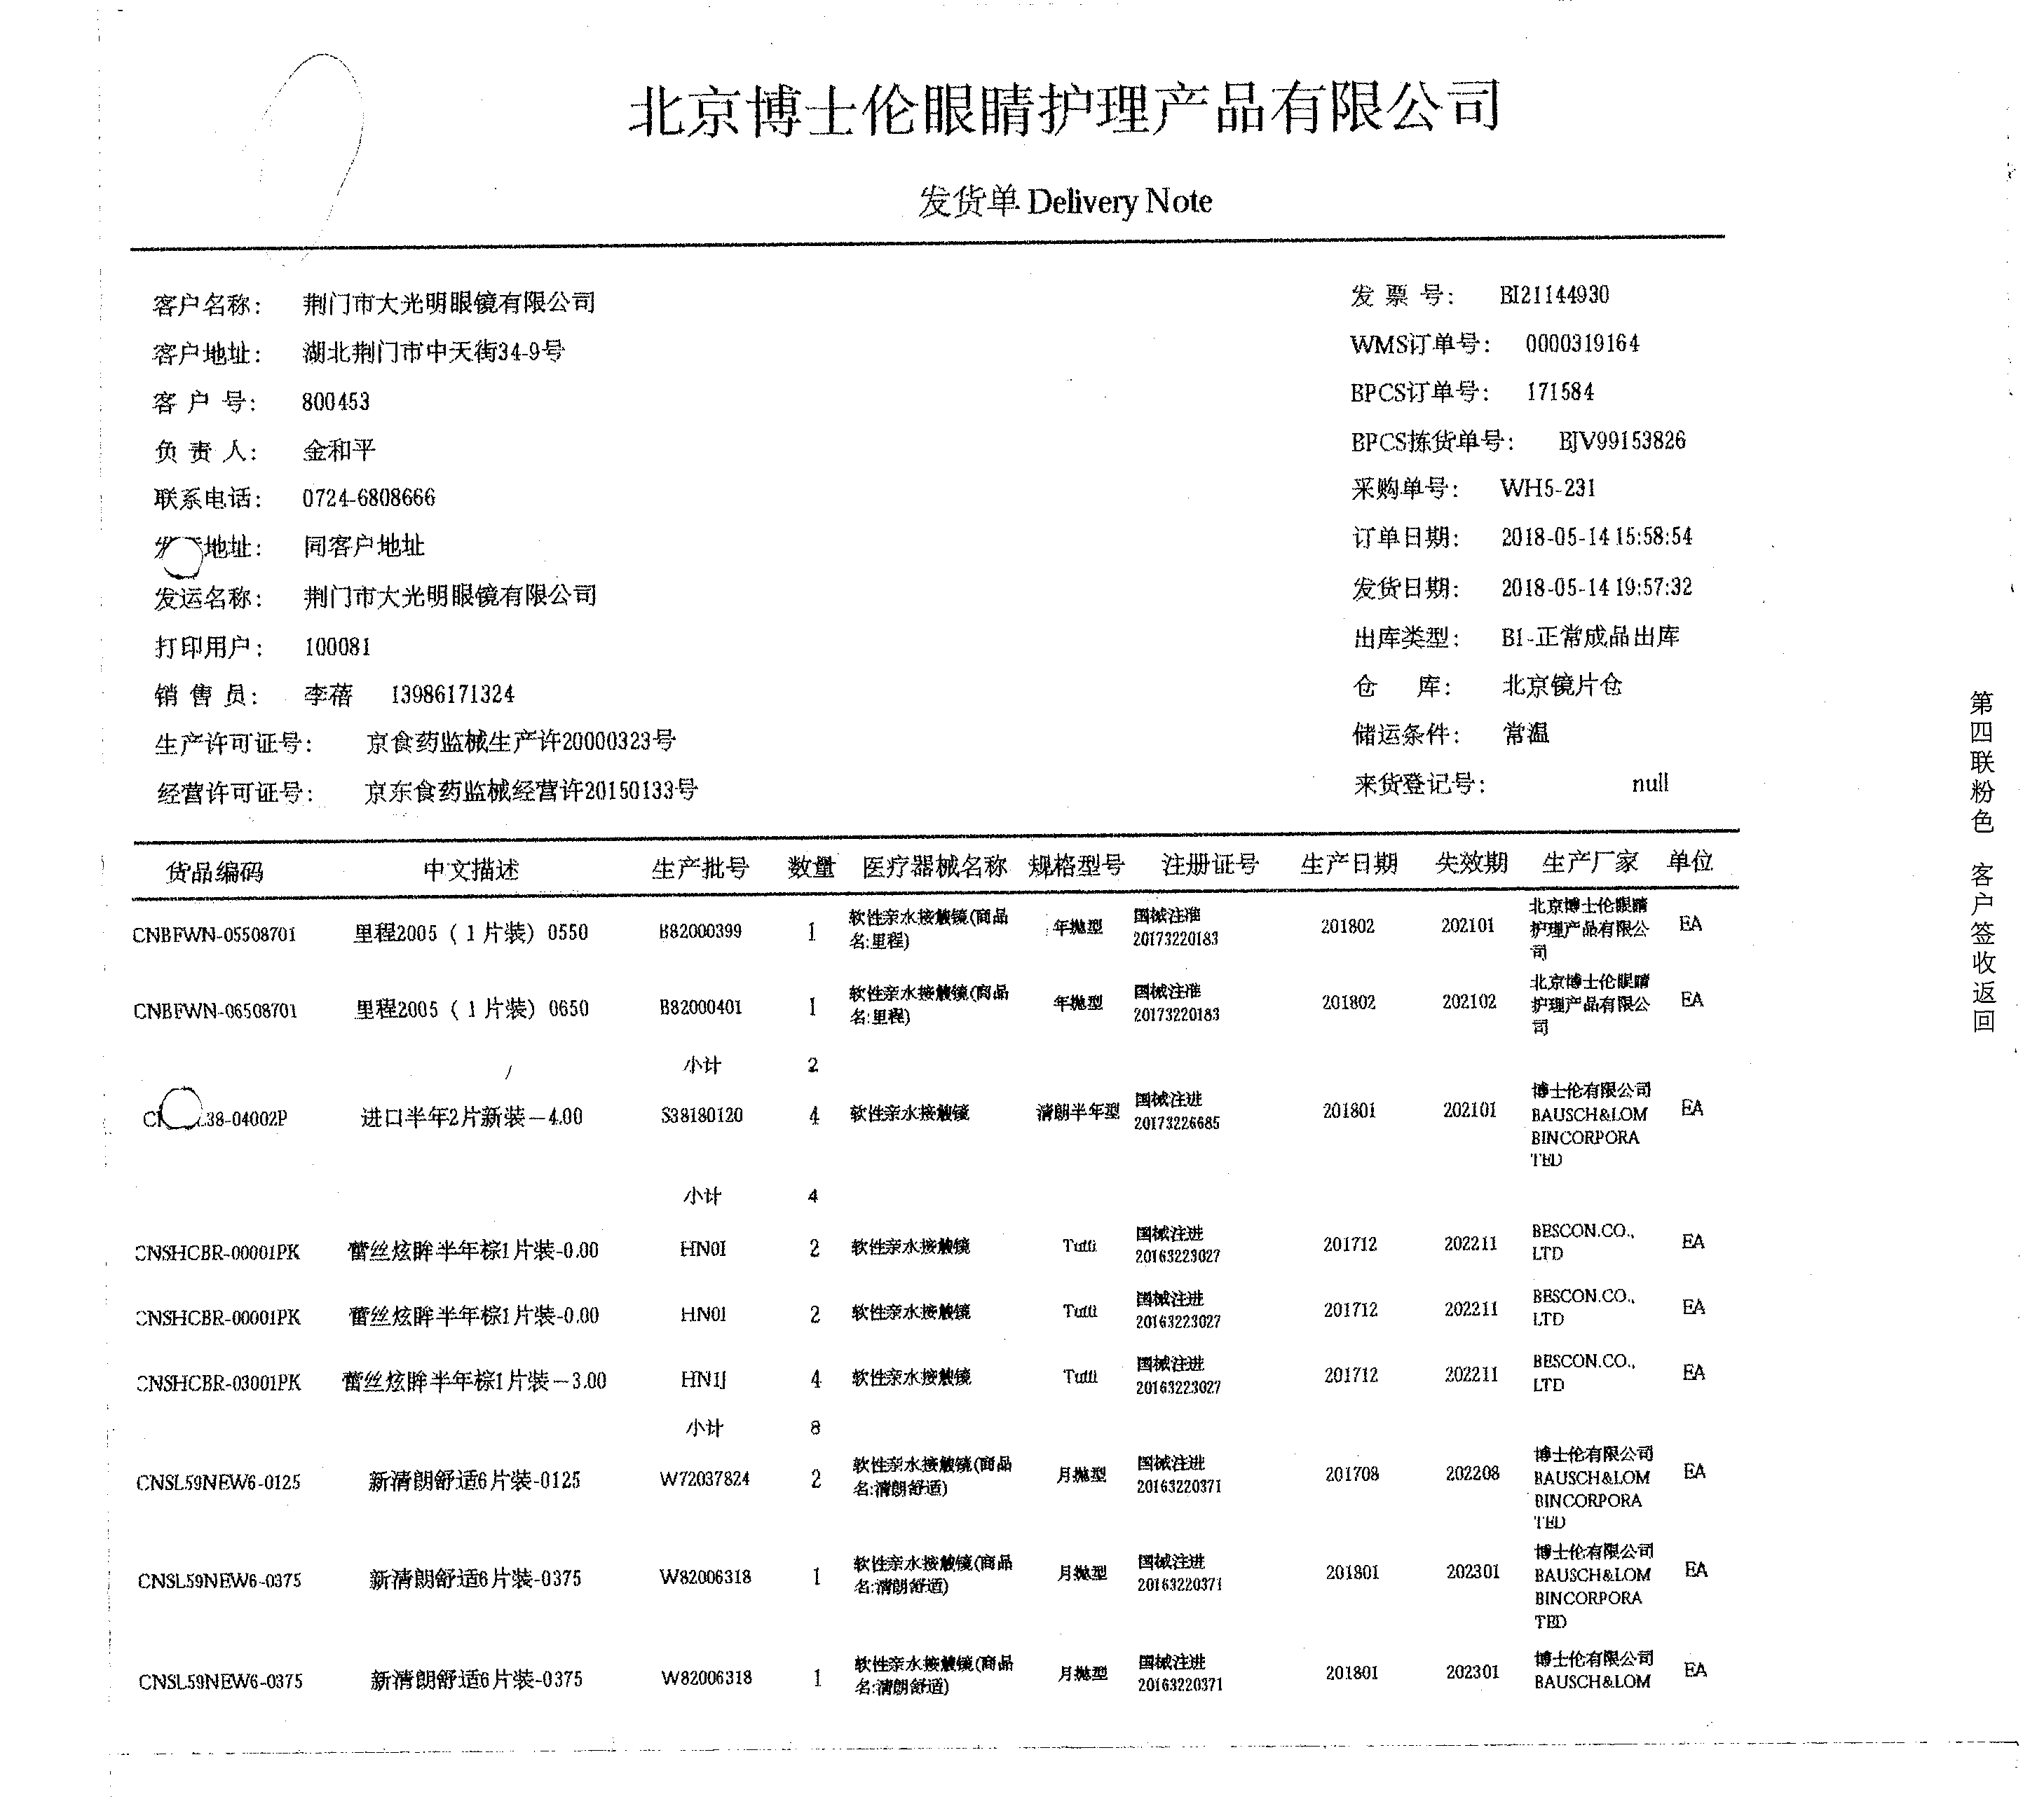 北京博士伦眼睛护理产品有限公司
发货单 Delivery Note
客户名称： 荆门市大光明眼镜有限公司 发 票 号： BI21144930
客户地址： 湖北荆门市中天街34-9号 WMS订单号： 0000319164
客 户 号： 800453 BPCS订单号： 171584
负 责 人： 金和平 BPCS拣货单号： BJV99153826
联系电话： 0724-6808666 采购单号： WH5-231
地址： 同客户地址 订单日期： 2018-05-14 15:58:54
发运名称： 荆门市大光明眼镜有限公司 发货日期： 2018-05-14 19:57:32
打印用户： 100081 出库类型： B1-正常成品出库
销 售 员： 李蓓 13986171324 仓 库： 北京镜片仓
生产许可证号： 京食药监械生产许20000323号 储运条件： 常温
经营许可证号： 京东食药监械经营许20150133号 来货登记号： null
货品编码 中文描述 生产批号 数量 医疗器械名称 规格型号 注册证号 生产日期 失效期 生产厂家 单位
CNBFWN-05508701 里程2005（1片装）0550 B82000399 1 软性亲水接触镜(商品名:里程) 年抛型 国械注准20173220183 201802 202101 北京博士伦眼睛护理产品有限公司 EA
CNBFWN-06508701 里程2005（1片装）0650 B82000401 1 软性亲水接触镜(商品名:里程) 年抛型 国械注准20173220183 201802 202102 北京博士伦眼睛护理产品有限公司 EA
小计 2
38-04002P 进口半年2片新装－4.00 S38180120 4 软性亲水接触镜 清朗半年型 国械注进20173226685 201801 202101 博士伦有限公司BAUSCH&LOMBINCORPORATED EA
小计 4
CNSHCBR-00001PK 蕾丝炫眸半年棕1片装-0.00 HN0I 2 软性亲水接触镜 Tutti 国械注进20163223027 201712 202211 BESCON.CO.,LTD EA
CNSHCBR-00001PK 蕾丝炫眸半年棕1片装-0.00 HN0I 2 软性亲水接触镜 Tutti 国械注进20163223027 201712 202211 BESCON.CO.,LTD EA
CNSHCBR-03001PK 蕾丝炫眸半年棕1片装－3.00 HN1J 4 软性亲水接触镜 Tutti 国械注进20163223027 201712 202211 BESCON.CO.,LTD EA
小计 8
CNSL59NEW6-0125 新清朗舒适6片装-0125 W72037824 2 软性亲水接触镜(商品名:清朗舒适) 月抛型 国械注进20163220371 201708 202208 博士伦有限公司BAUSCH&LOMBINCORPORATED EA
CNSL59NEW6-0375 新清朗舒适6片装-0375 W82006318 1 软性亲水接触镜(商品名:清朗舒适) 月抛型 国械注进20163220371 201801 202301 博士伦有限公司BAUSCH&LOMBINCORPORATED EA
CNSL59NEW6-0375 新清朗舒适6片装-0375 W82006318 1 软性亲水接触镜(商品名:清朗舒适) 月抛型 国械注进20163220371 201801 202301 博士伦有限公司BAUSCH&LOM EA
第四联粉色 客户签收返回